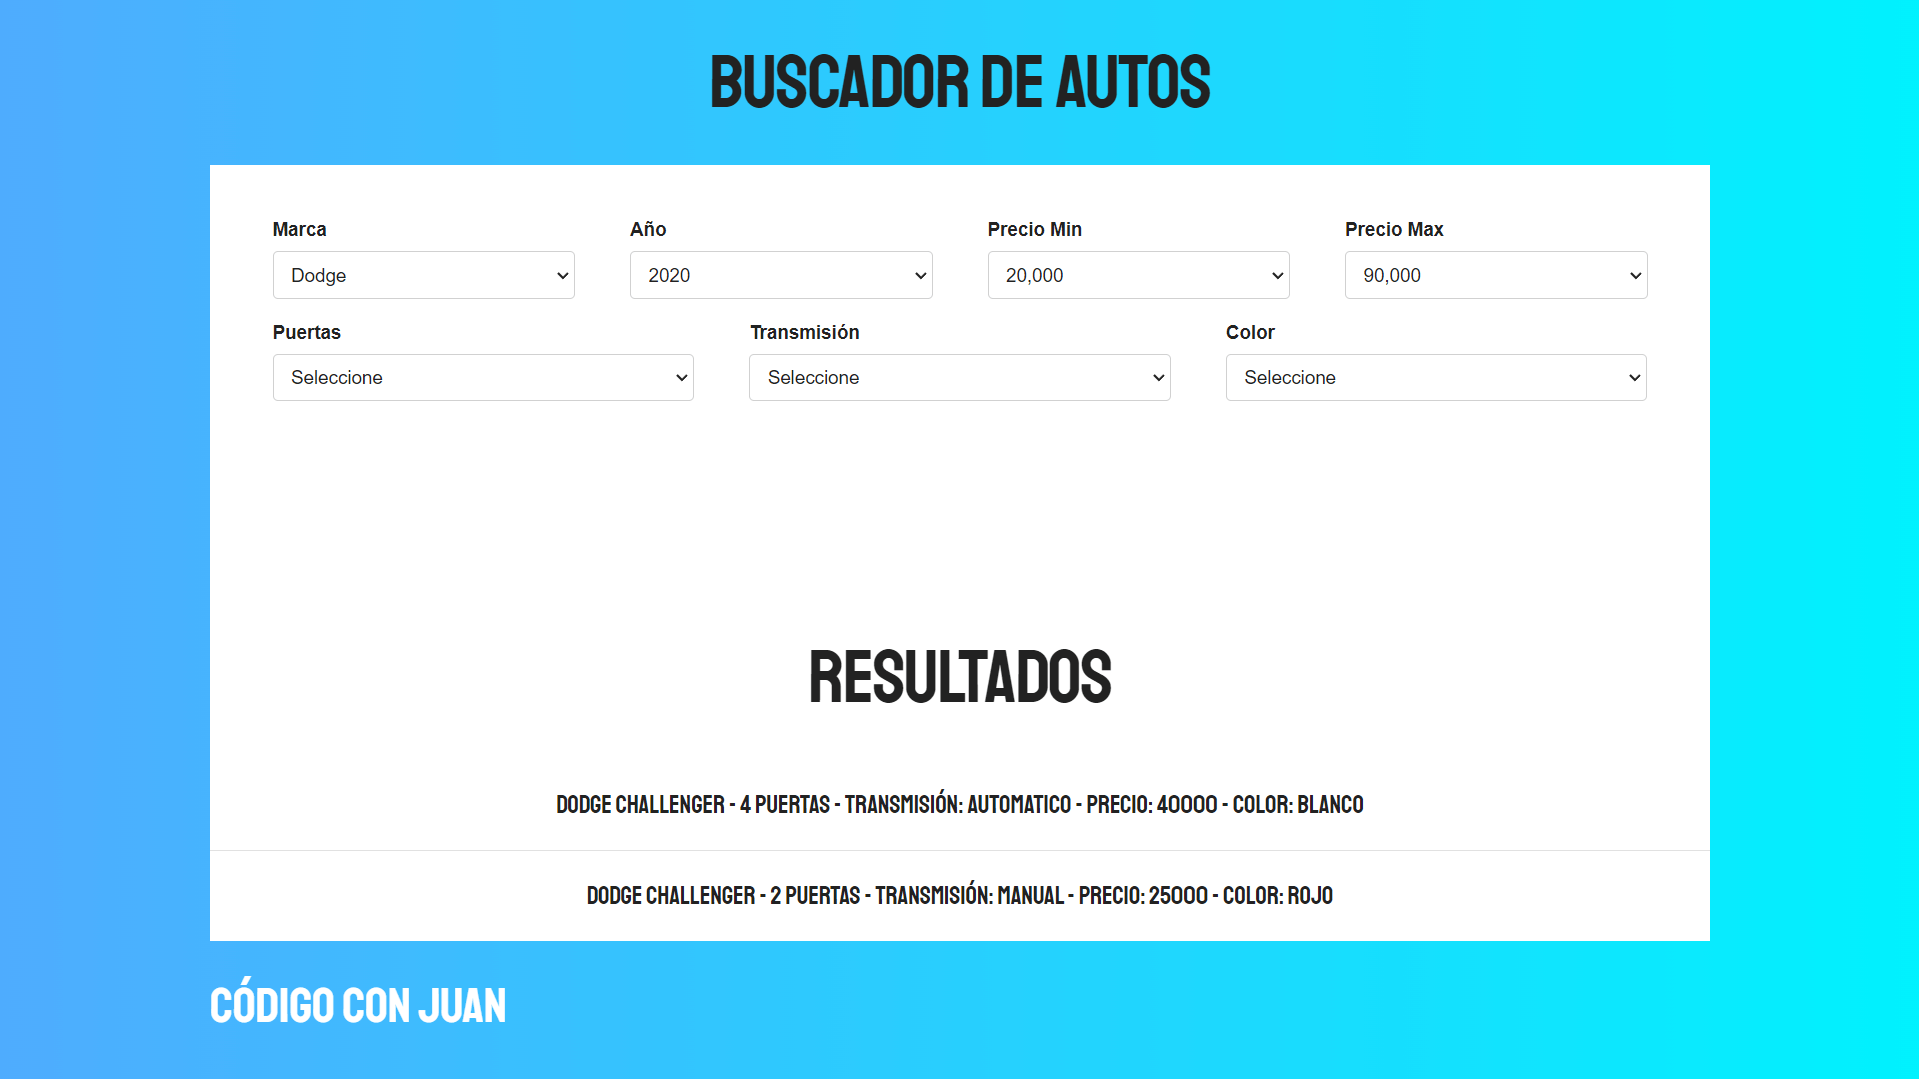 BUSCADOR DE AUTOS
Marca Año Precio Min Precio Max
Dodge 2020 20,000 90,000
Puertas Transmisión Color
Seleccione Seleccione Seleccione
RESULTADOS
DODGE CHALLENGER - 4 PUERTAS - TRANSMISIÓN: AUTOMATICO - PRECIO: 40000 - COLOR: BLANCO
DODGE CHALLENGER - 2 PUERTAS - TRANSMISIÓN: MANUAL - PRECIO: 25000 - COLOR: ROJO
CÓDIGO CON JUAN